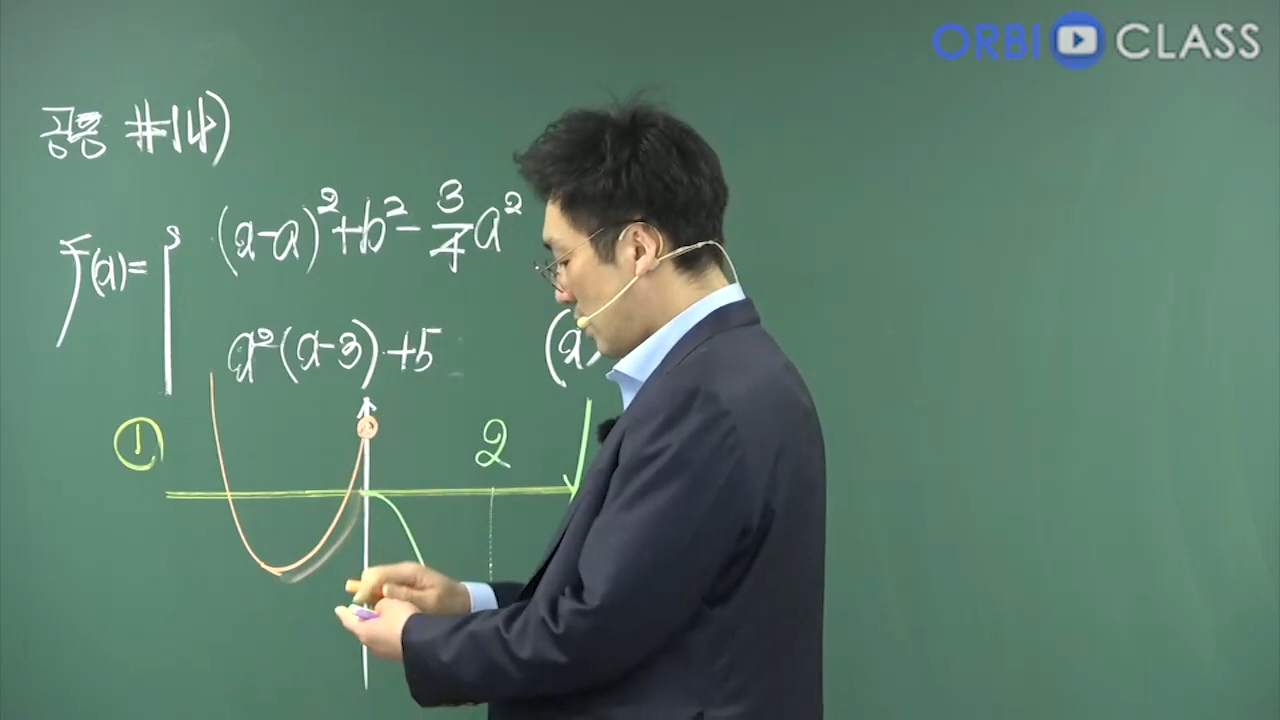 ORBI CLASS
공통 #14)
f(x)= { (x-a)²+b²-3/4a²
x²(x-3)+5 (x
① 2